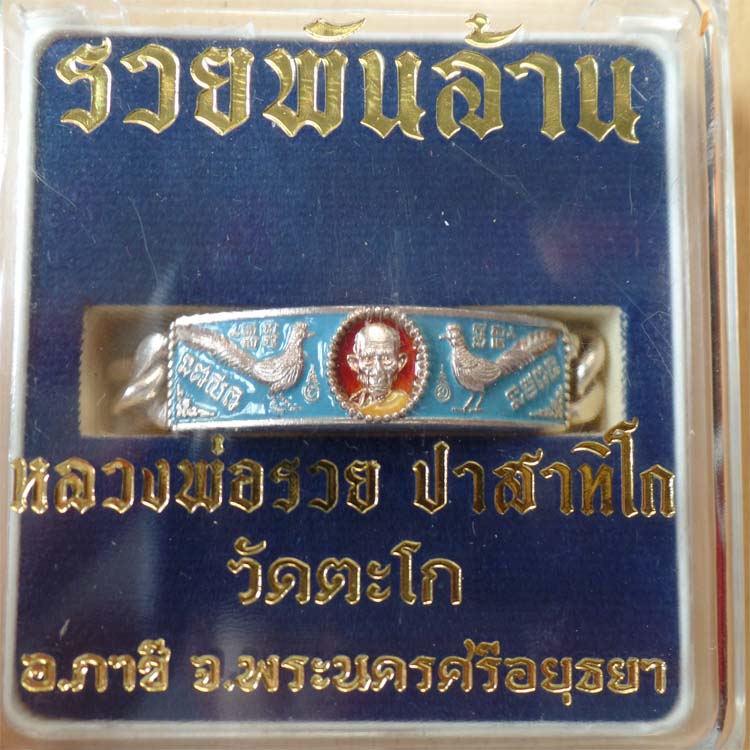 รวยพันล้าน
หลวงพ่อรวย ปาสาทิโก
วัดตะโก
อ.ภาชี จ.พระนครศรีอยุธยา